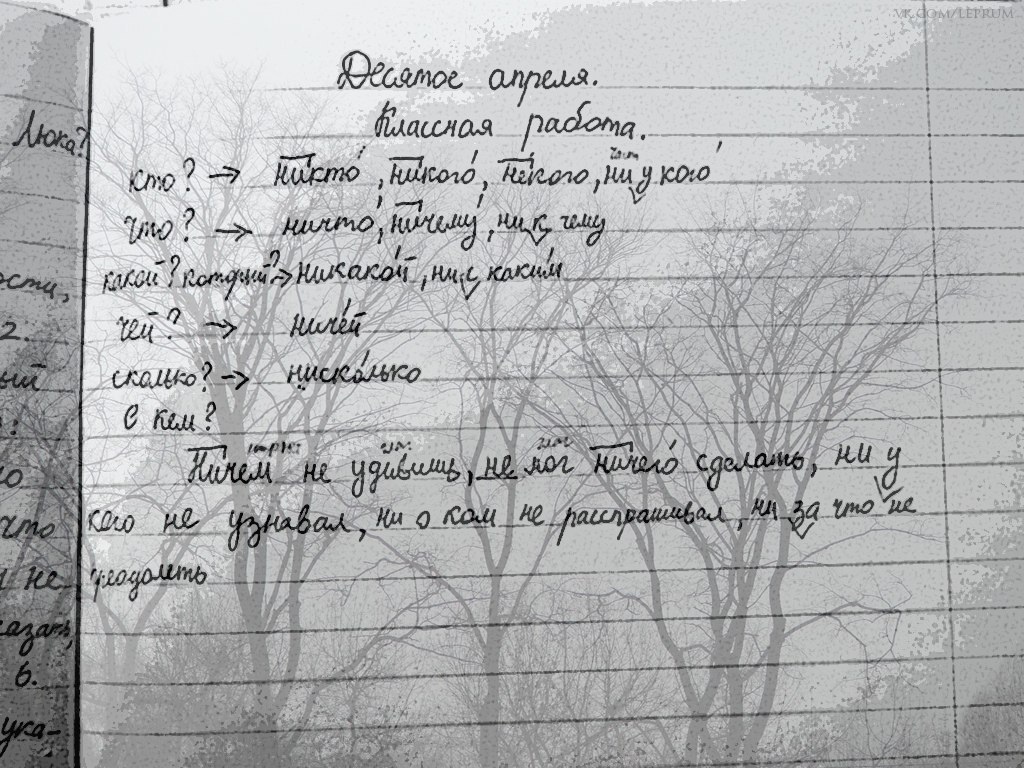 VK.COM/LEPRUM
Десятое апреля.
Классная работа.
Люка?
кто? → никто, никого, некого, ни у кого
что? → ничто, ничему, ни к чему
какой? который? → никакой, ни с каким
ости,
чей? → ничей
2.
сколько? → нисколько
ый
с кем?
Ничем не удивишь, не мог ничего сделать, ни у
что кого не узнавал, ни о ком не расспрашивал, ни за что не
не преодолеть
казать,
6.
ука-